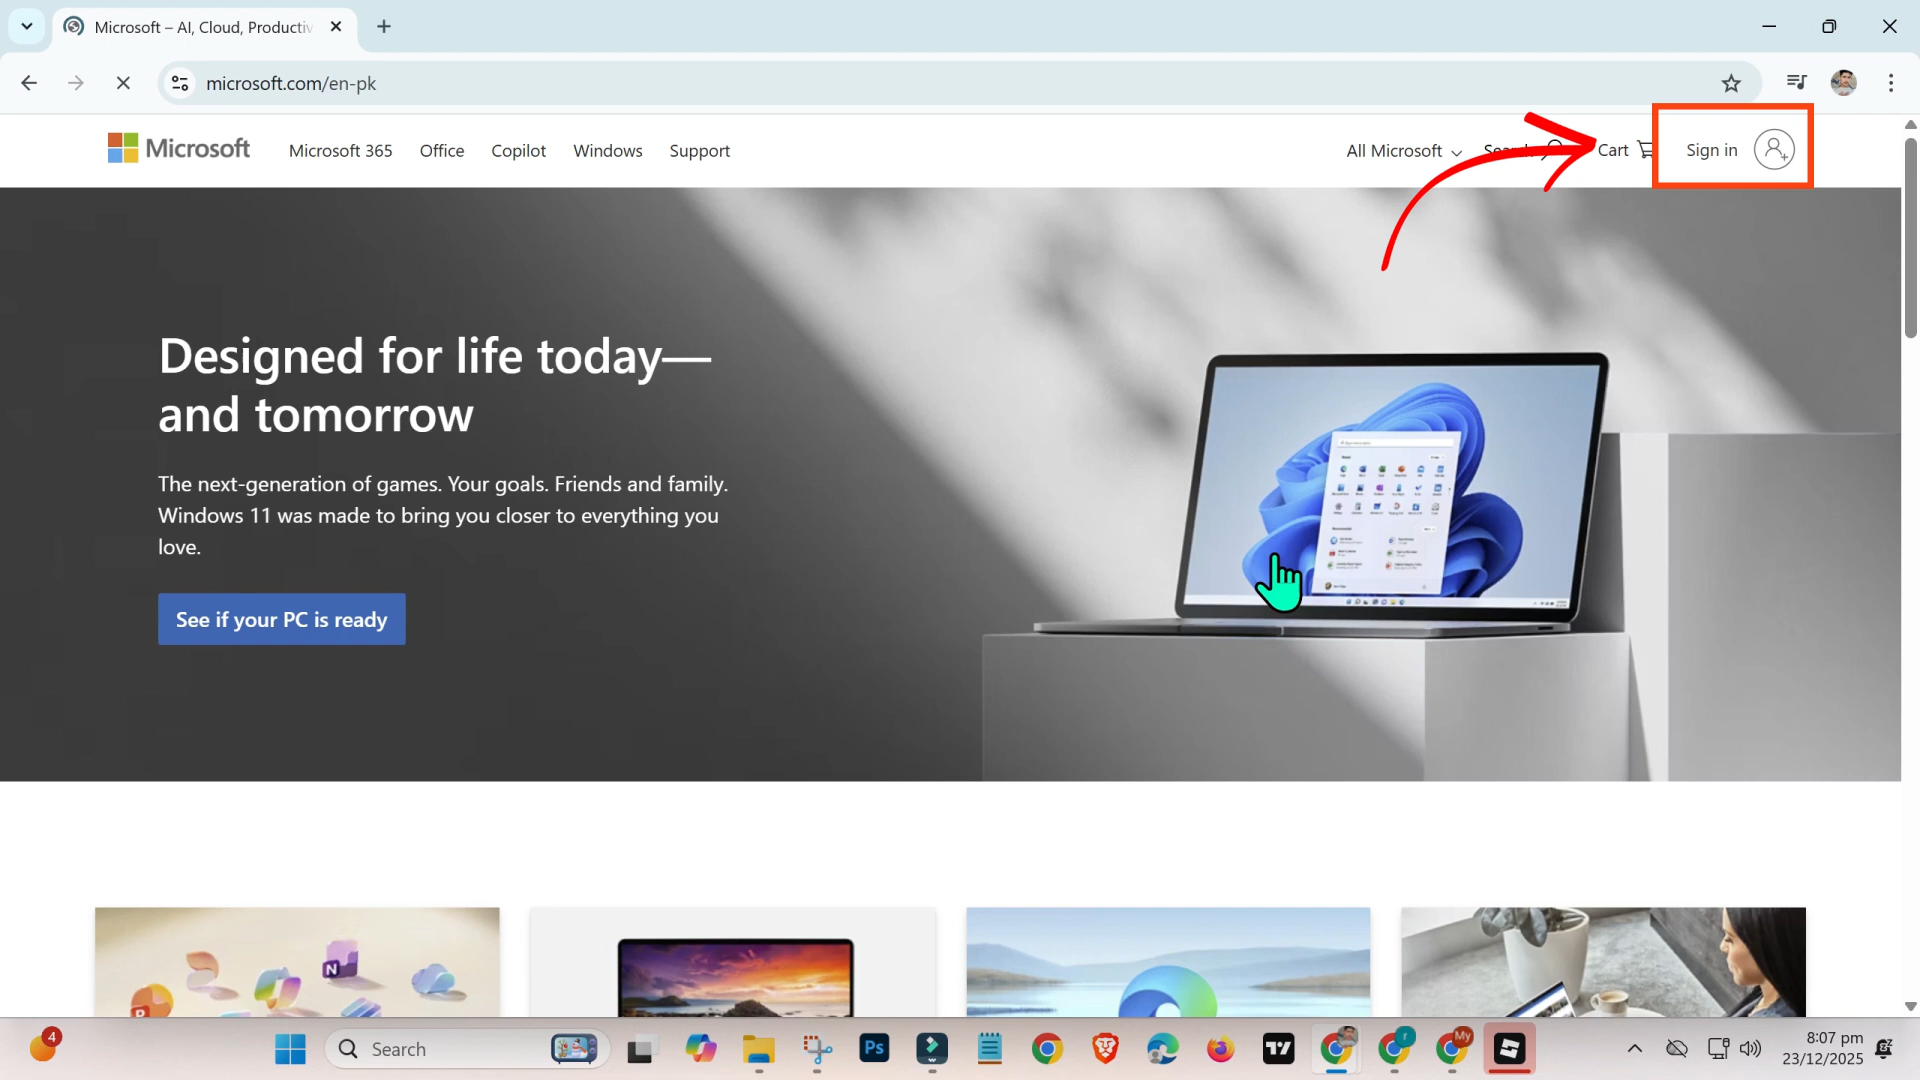 Microsoft – AI, Cloud, Productiv
microsoft.com/en-pk
Microsoft
Microsoft 365
Office
Copilot
Windows
Support
All Microsoft
Search
Cart
Sign in
Designed for life today—
and tomorrow
The next-generation of games. Your goals. Friends and family.
Windows 11 was made to bring you closer to everything you
love.
See if your PC is ready
N
P
4
Search
Ps
r
My
8:07 pm
23/12/2025